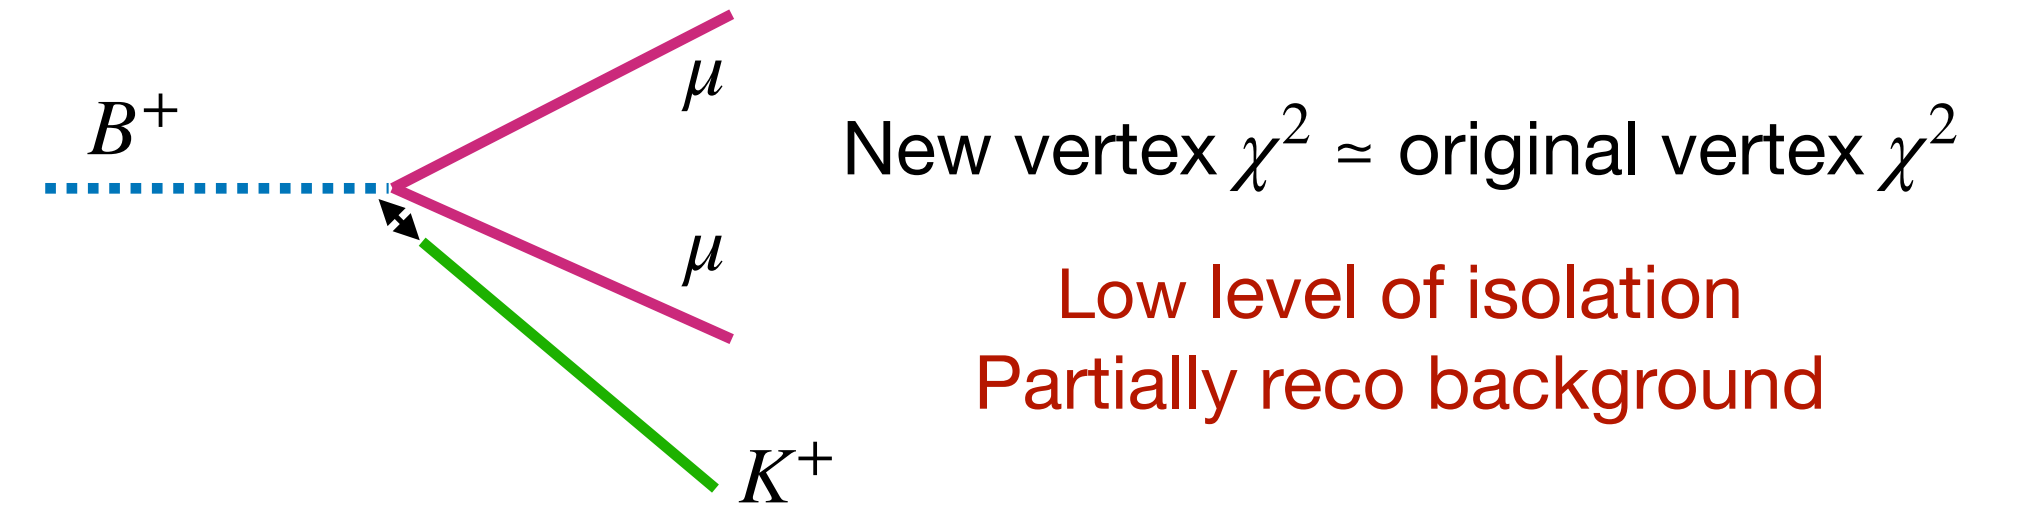 B⁺
μ
New vertex χ² ≃ original vertex χ²
μ
Low level of isolation
Partially reco background
K⁺